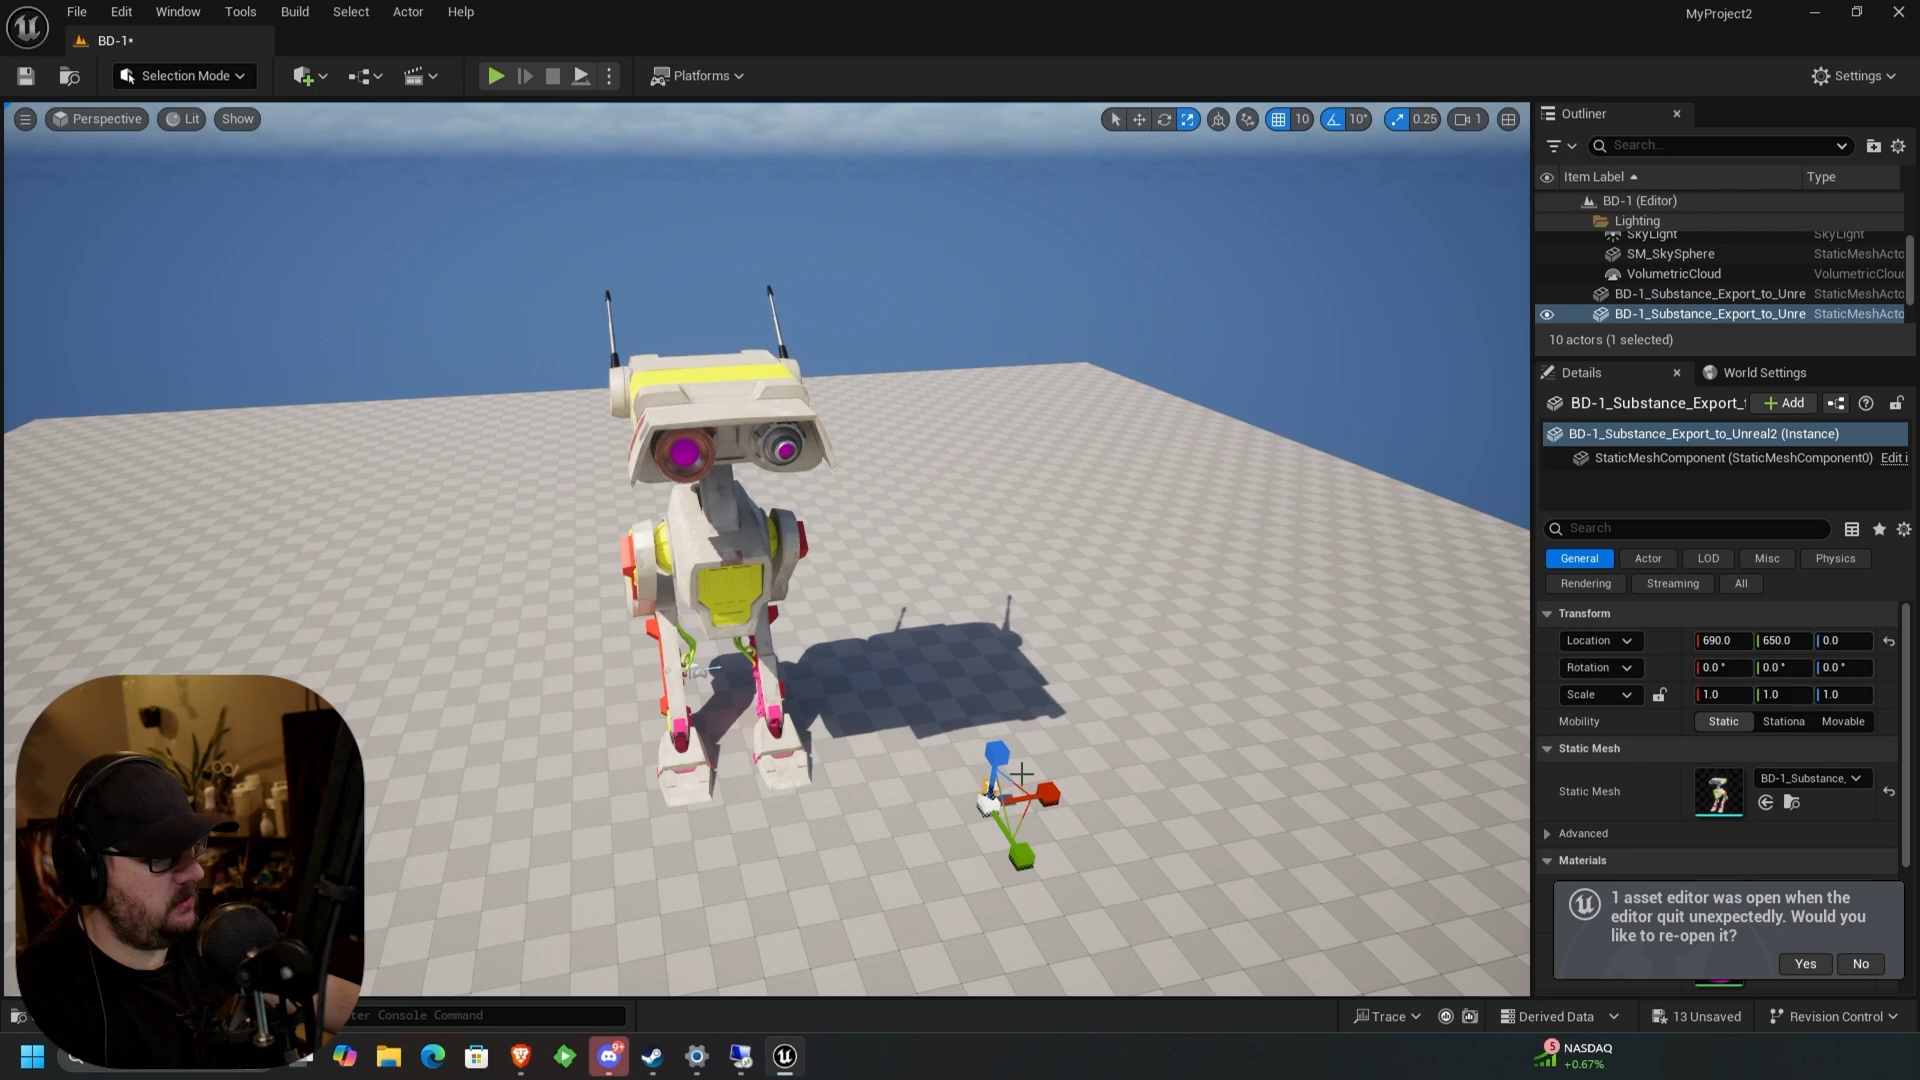 File Edit Window Tools Build Select Actor Help
MyProject2
BD-1•
Selection Mode
Platforms
Settings
Perspective
Lit
Show
10
10°
0.25
1
Outliner
Search...
Item Label
Type
BD-1 (Editor)
Lighting
SkyLight SkyLight
SM_SkySphere StaticMeshActo
VolumetricCloud VolumetricClou
BD-1_Substance_Export_to_Unre StaticMeshActo
BD-1_Substance_Export_to_Unre StaticMeshActo
10 actors (1 selected)
Details
World Settings
BD-1_Substance_Export_
Add
BD-1_Substance_Export_to_Unreal2 (Instance)
StaticMeshComponent (StaticMeshComponent0) Edit i
Search
General Actor LOD Misc Physics
Rendering Streaming All
Transform
Location 690.0 650.0 0.0
Rotation 0.0° 0.0° 0.0°
Scale 1.0 1.0 1.0
Mobility Static Stationa Movable
Static Mesh
BD-1_Substance_
Static Mesh
Advanced
Materials
1 asset editor was open when the
editor quit unexpectedly. Would you
like to re-open it?
Yes No
ter Console Command
Trace
Derived Data
13 Unsaved
Revision Control
9+
5
NASDAQ
+0.67%